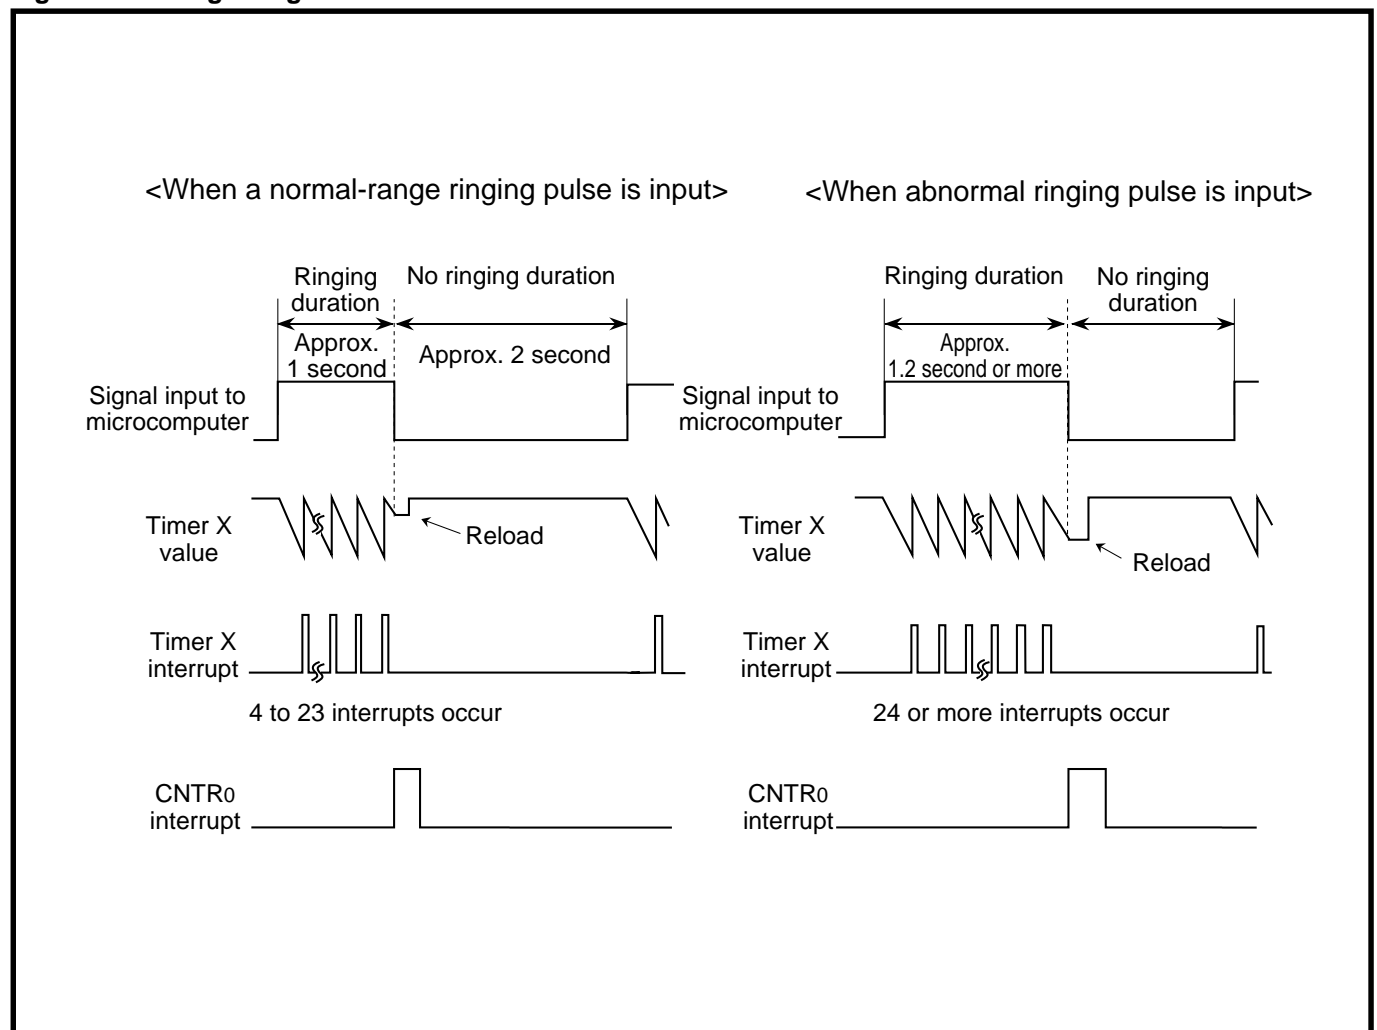 <When a normal-range ringing pulse is input>
Ringing
duration
No ringing duration
Approx.
1 second
Approx. 2 second
Signal input to
microcomputer
Timer X
value
Reload
Timer X
interrupt
4 to 23 interrupts occur
CNTR0
interrupt
<When abnormal ringing pulse is input>
Ringing duration
No ringing
duration
Approx.
1.2 second or more
Signal input to
microcomputer
Timer X
value
Reload
Timer X
interrupt
24 or more interrupts occur
CNTR0
interrupt